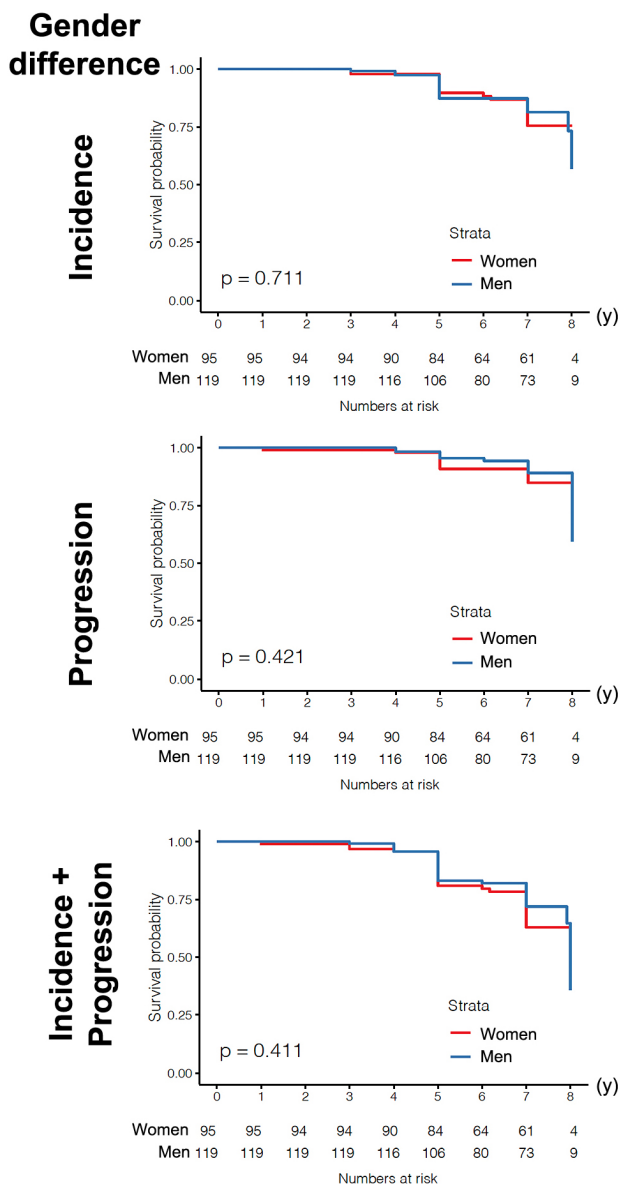 Gender
difference
Incidence
Survival probability
1.00
0.75
0.50
0.25
0.00
p = 0.711
Strata
Women
Men
0 1 2 3 4 5 6 7 8 (y)
Women 95 95 94 94 90 84 64 61 4
Men 119 119 119 119 116 106 80 73 9
Numbers at risk
Progression
Survival probability
1.00
0.75
0.50
0.25
0.00
p = 0.421
Strata
Women
Men
0 1 2 3 4 5 6 7 8 (y)
Women 95 95 94 94 90 84 64 61 4
Men 119 119 119 119 116 106 80 73 9
Numbers at risk
Incidence +
Progression
Survival probability
1.00
0.75
0.50
0.25
0.00
p = 0.411
Strata
Women
Men
0 1 2 3 4 5 6 7 8 (y)
Women 95 95 94 94 90 84 64 61 4
Men 119 119 119 119 116 106 80 73 9
Numbers at risk